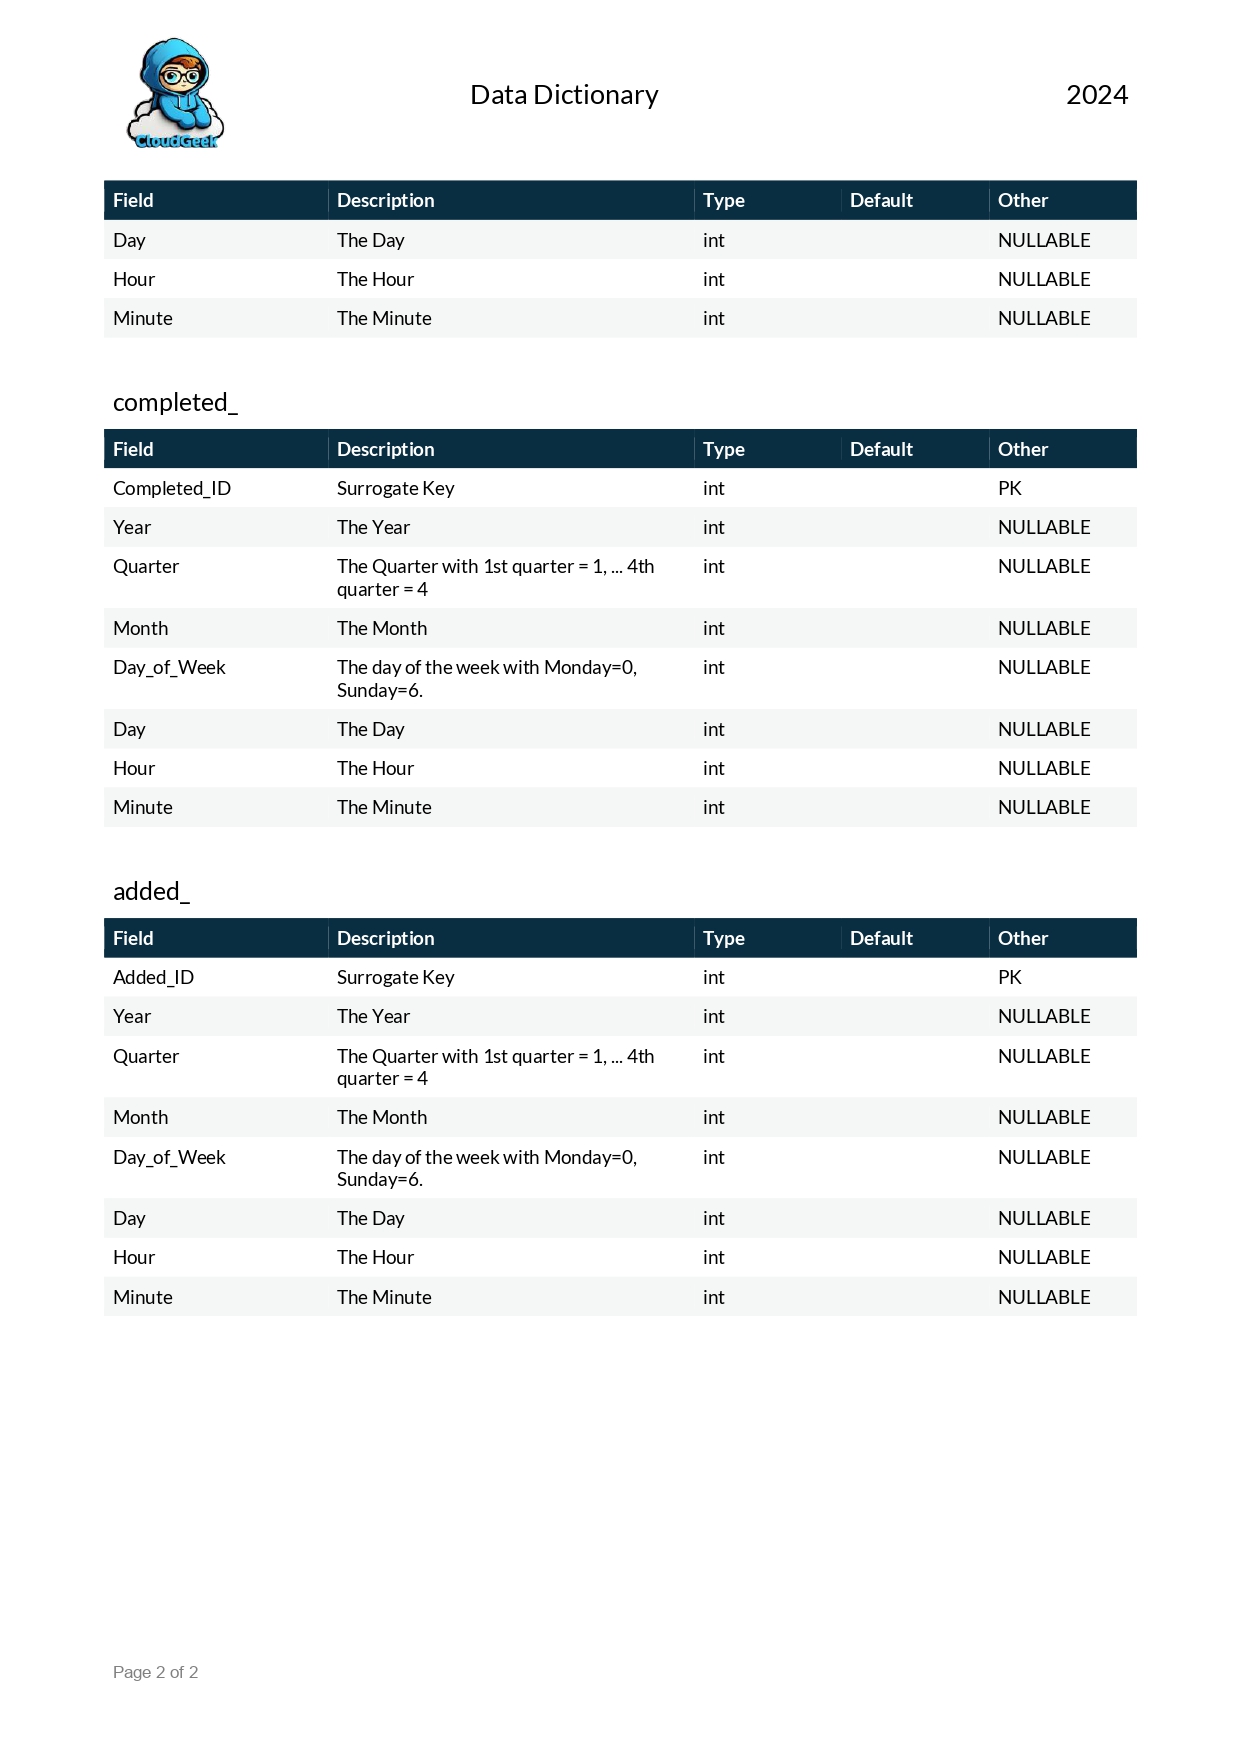 CloudGeek
Data Dictionary
2024
Field Description Type Default Other
Day The Day int NULLABLE
Hour The Hour int NULLABLE
Minute The Minute int NULLABLE
completed_
Field Description Type Default Other
Completed_ID Surrogate Key int PK
Year The Year int NULLABLE
Quarter The Quarter with 1st quarter = 1, ... 4th int NULLABLE
quarter = 4
Month The Month int NULLABLE
Day_of_Week The day of the week with Monday=0, int NULLABLE
Sunday=6.
Day The Day int NULLABLE
Hour The Hour int NULLABLE
Minute The Minute int NULLABLE
added_
Field Description Type Default Other
Added_ID Surrogate Key int PK
Year The Year int NULLABLE
Quarter The Quarter with 1st quarter = 1, ... 4th int NULLABLE
quarter = 4
Month The Month int NULLABLE
Day_of_Week The day of the week with Monday=0, int NULLABLE
Sunday=6.
Day The Day int NULLABLE
Hour The Hour int NULLABLE
Minute The Minute int NULLABLE
Page 2 of 2